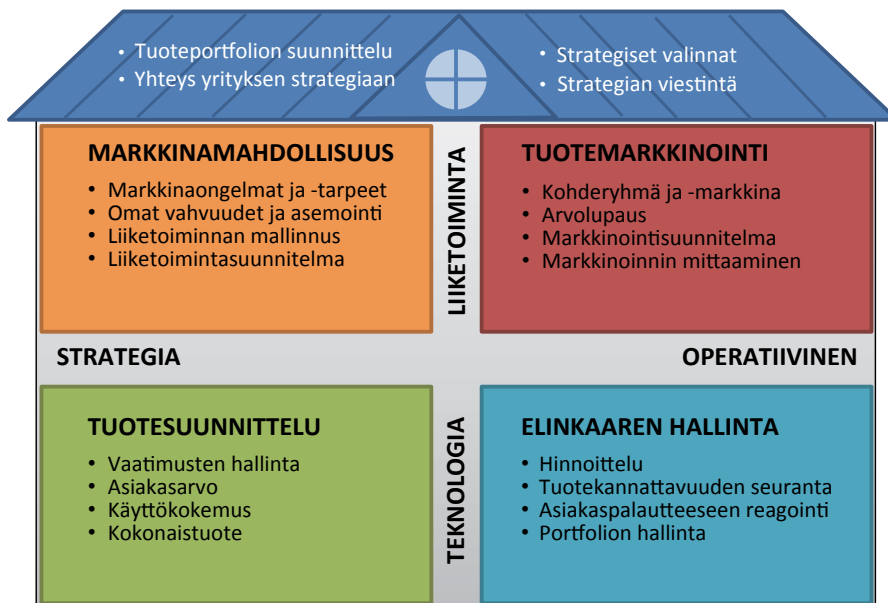 • Tuoteportfolion suunnittelu
• Yhteys yrityksen strategiaan
• Strategiset valinnat
• Strategian viestintä
MARKKINAMAHDOLLISUUS
• Markkinaongelmat ja -tarpeet
• Omat vahvuudet ja asemointi
• Liiketoiminnan mallinnus
• Liiketoimintasuunnitelma
LIIKETOIMINTA
TUOTEMARKKINOINTI
• Kohderyhmä ja -markkina
• Arvolupaus
• Markkinointisuunnitelma
• Markkinoinnin mittaaminen
STRATEGIA
OPERATIIVINEN
TUOTESUUNNITTELU
• Vaatimusten hallinta
• Asiakasarvo
• Käyttökokemus
• Kokonaistuote
TEKNOLOGIA
ELINKAAREN HALLINTA
• Hinnoittelu
• Tuotekannattavuuden seuranta
• Asiakaspalautteeseen reagointi
• Portfolion hallinta